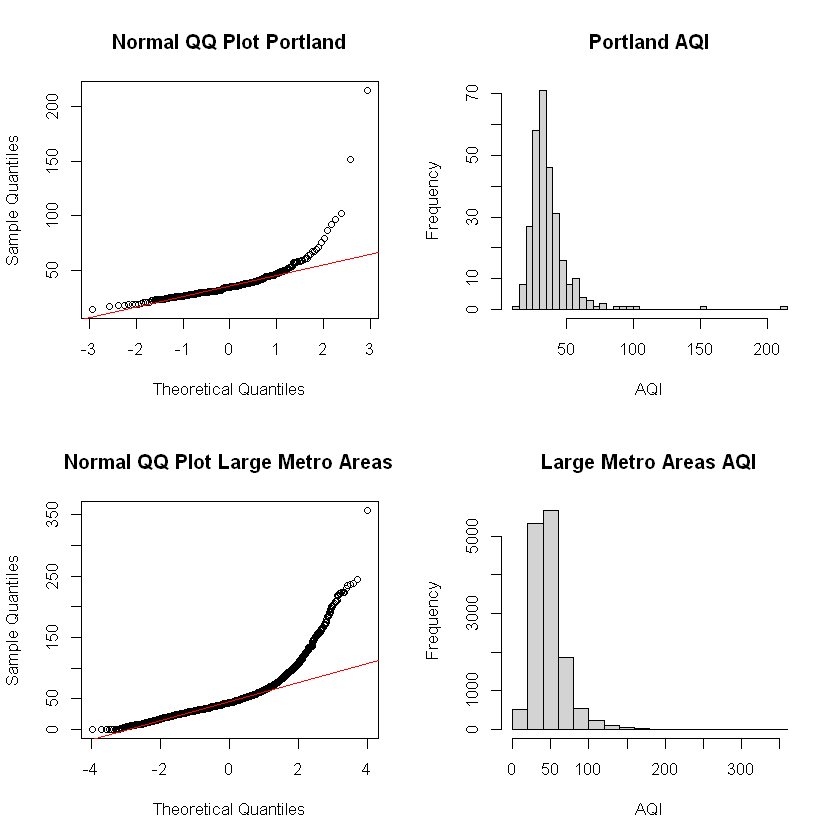 Normal QQ Plot Portland
Sample Quantiles
200
150
100
50
-3 -2 -1 0 1 2 3
Theoretical Quantiles
Portland AQI
Frequency
70
50
30
10
0
50 100 150 200
AQI
Normal QQ Plot Large Metro Areas
Sample Quantiles
350
250
150
50
0
-4 -2 0 2 4
Theoretical Quantiles
Large Metro Areas AQI
Frequency
5000
3000
1000
0
0 50 100 200 300
AQI